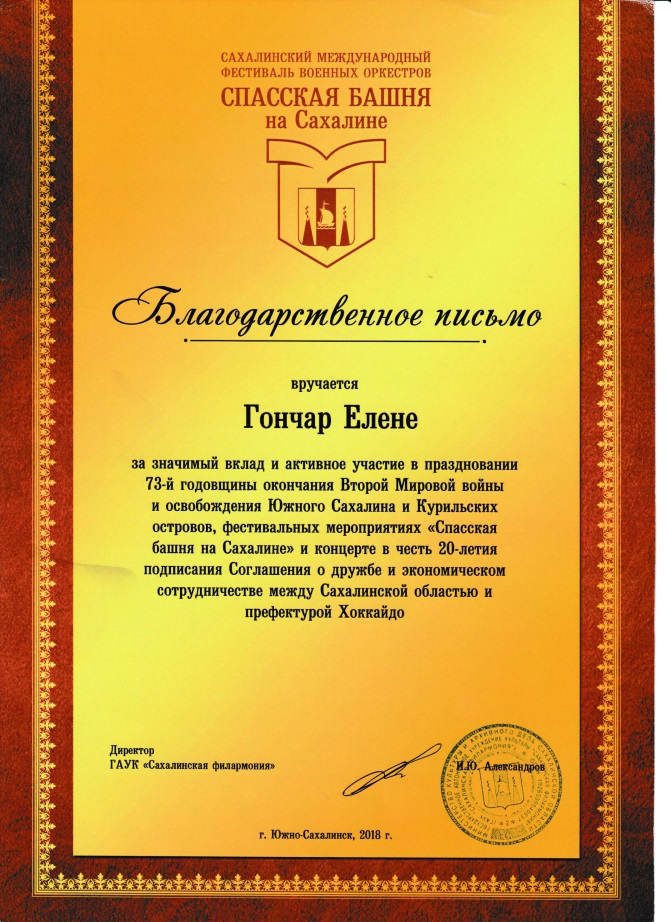 САХАЛИНСКИЙ МЕЖДУНАРОДНЫЙ
ФЕСТИВАЛЬ ВОЕННЫХ ОРКЕСТРОВ
СПАССКАЯ БАШНЯ
на Сахалине
Благодарственное письмо
вручается
Гончар Елене
за значимый вклад и активное участие в праздновании
73-й годовщины окончания Второй Мировой войны
и освобождения Южного Сахалина и Курильских
островов, фестивальных мероприятиях «Спасская
башня на Сахалине» и концерте в честь 20-летия
подписания Соглашения о дружбе и экономическом
сотрудничестве между Сахалинской областью и
префектурой Хоккайдо
Директор
ГАУК «Сахалинская филармония»
И.Ю. Александров
г. Южно-Сахалинск, 2018 г.